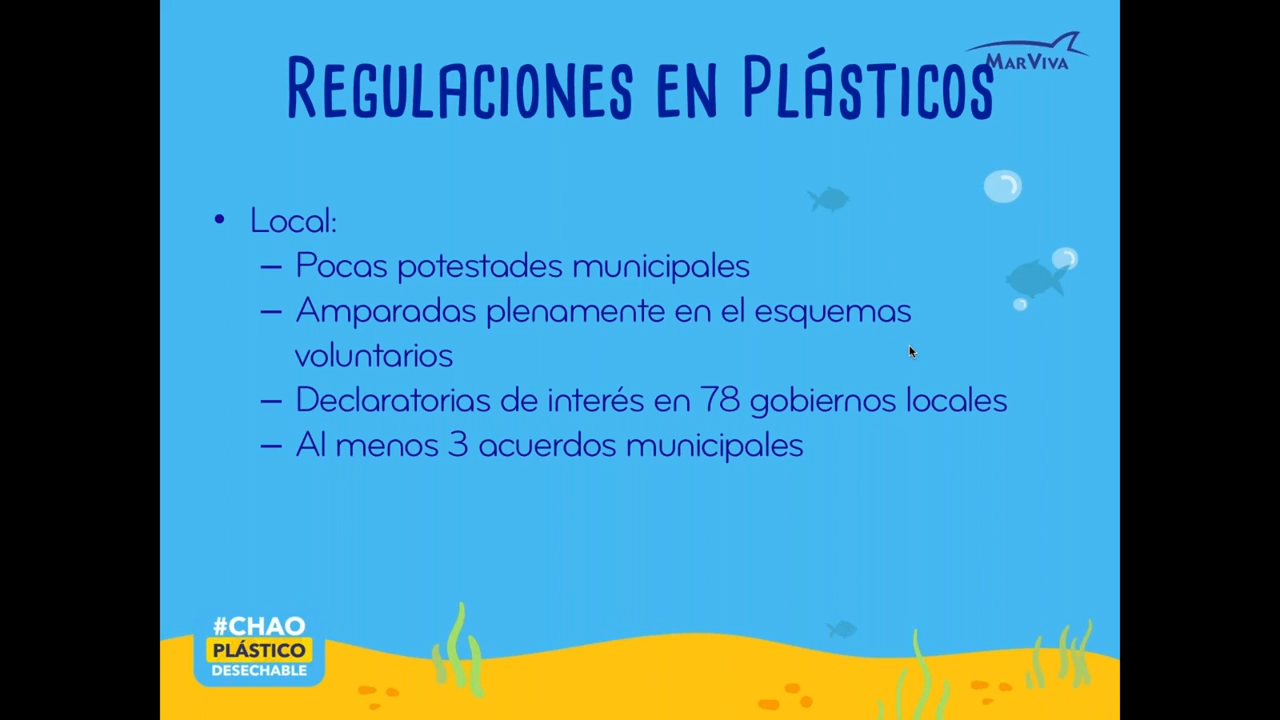 MarViva
Regulaciones en Plásticos
• Local:
– Pocas potestades municipales
– Amparadas plenamente en el esquemas
voluntarios
– Declaratorias de interés en 78 gobiernos locales
– Al menos 3 acuerdos municipales
#CHAO
PLÁSTICO
DESECHABLE